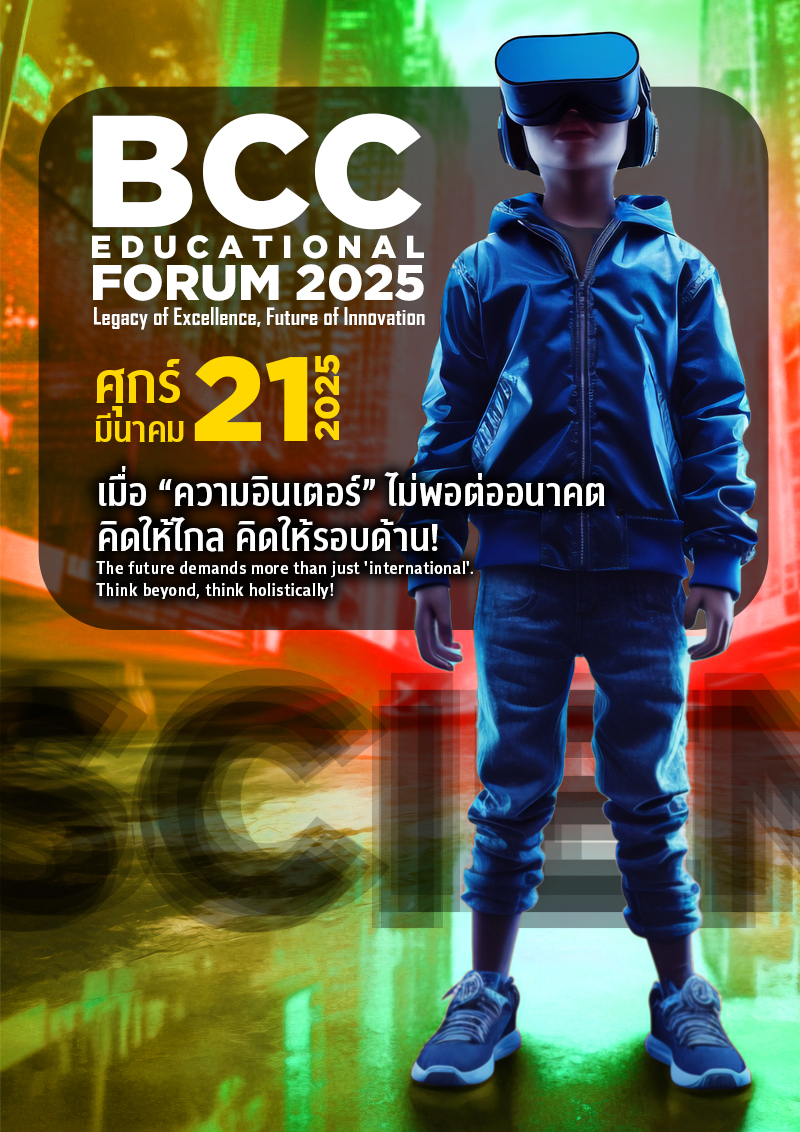 BCC
EDUCATIONAL
FORUM 2025
Legacy of Excellence, Future of Innovation
ศุกร์
มีนาคม
21
2025
เมื่อ “ความอินเตอร์” ไม่พอต่ออนาคต
คิดให้ไกล คิดให้รอบด้าน!
The future demands more than just 'international'.
Think beyond, think holistically!
SCIEN